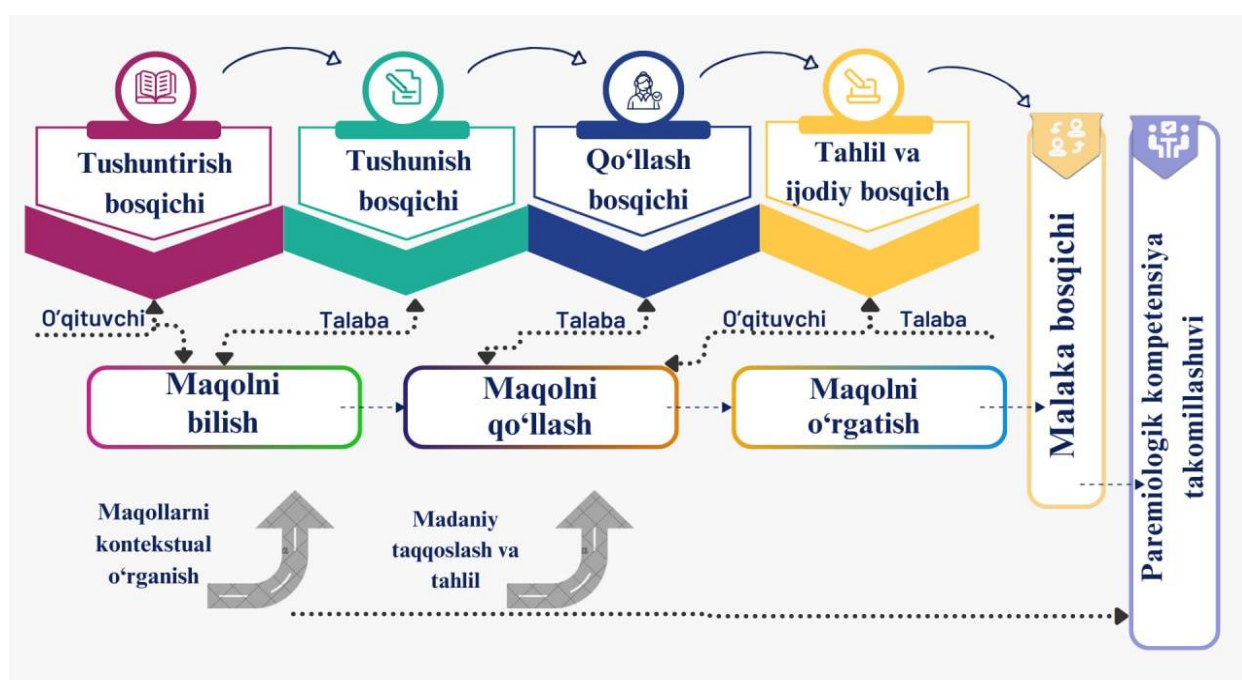 Tushuntirish
bosqichi
Tushunish
bosqichi
Qo‘llash
bosqichi
Tahlil va
ijodiy bosqich
O’qituvchi
Talaba
Talaba
O’qituvchi
Talaba
Maqolni
bilish
Maqolni
qo‘llash
Maqolni
o‘rgatish
Malaka bosqichi
Paremiologik kompetensiya
takomillashuvi
Maqollarni
kontekstual
o‘rganish
Madaniy
taqqoslash va
tahlil